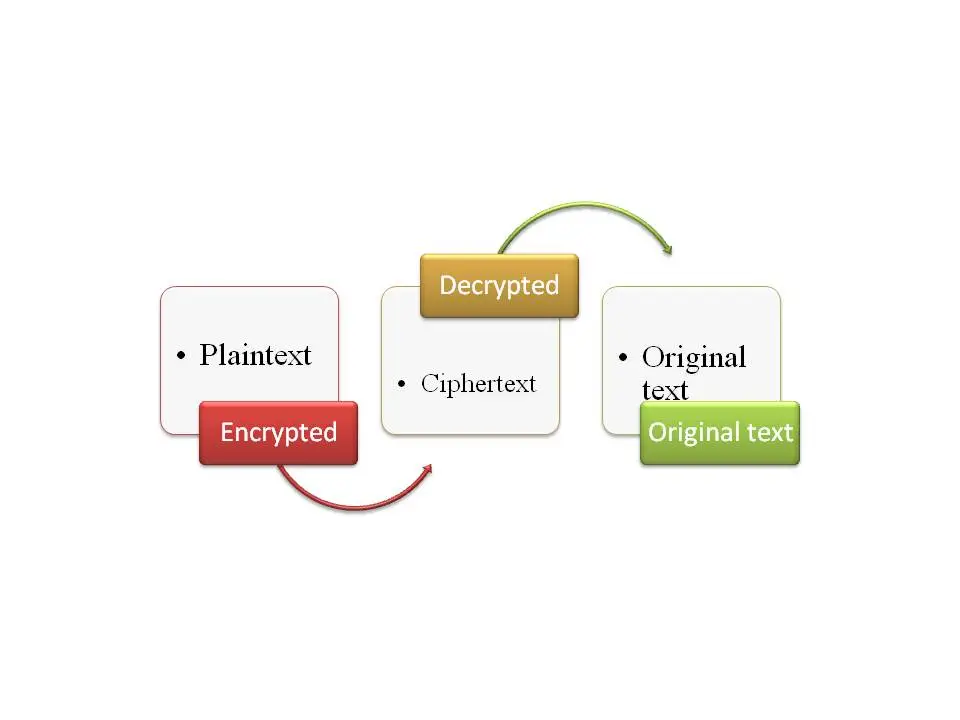 • Plaintext
Encrypted
Decrypted
• Ciphertext
• Original
text
Original text